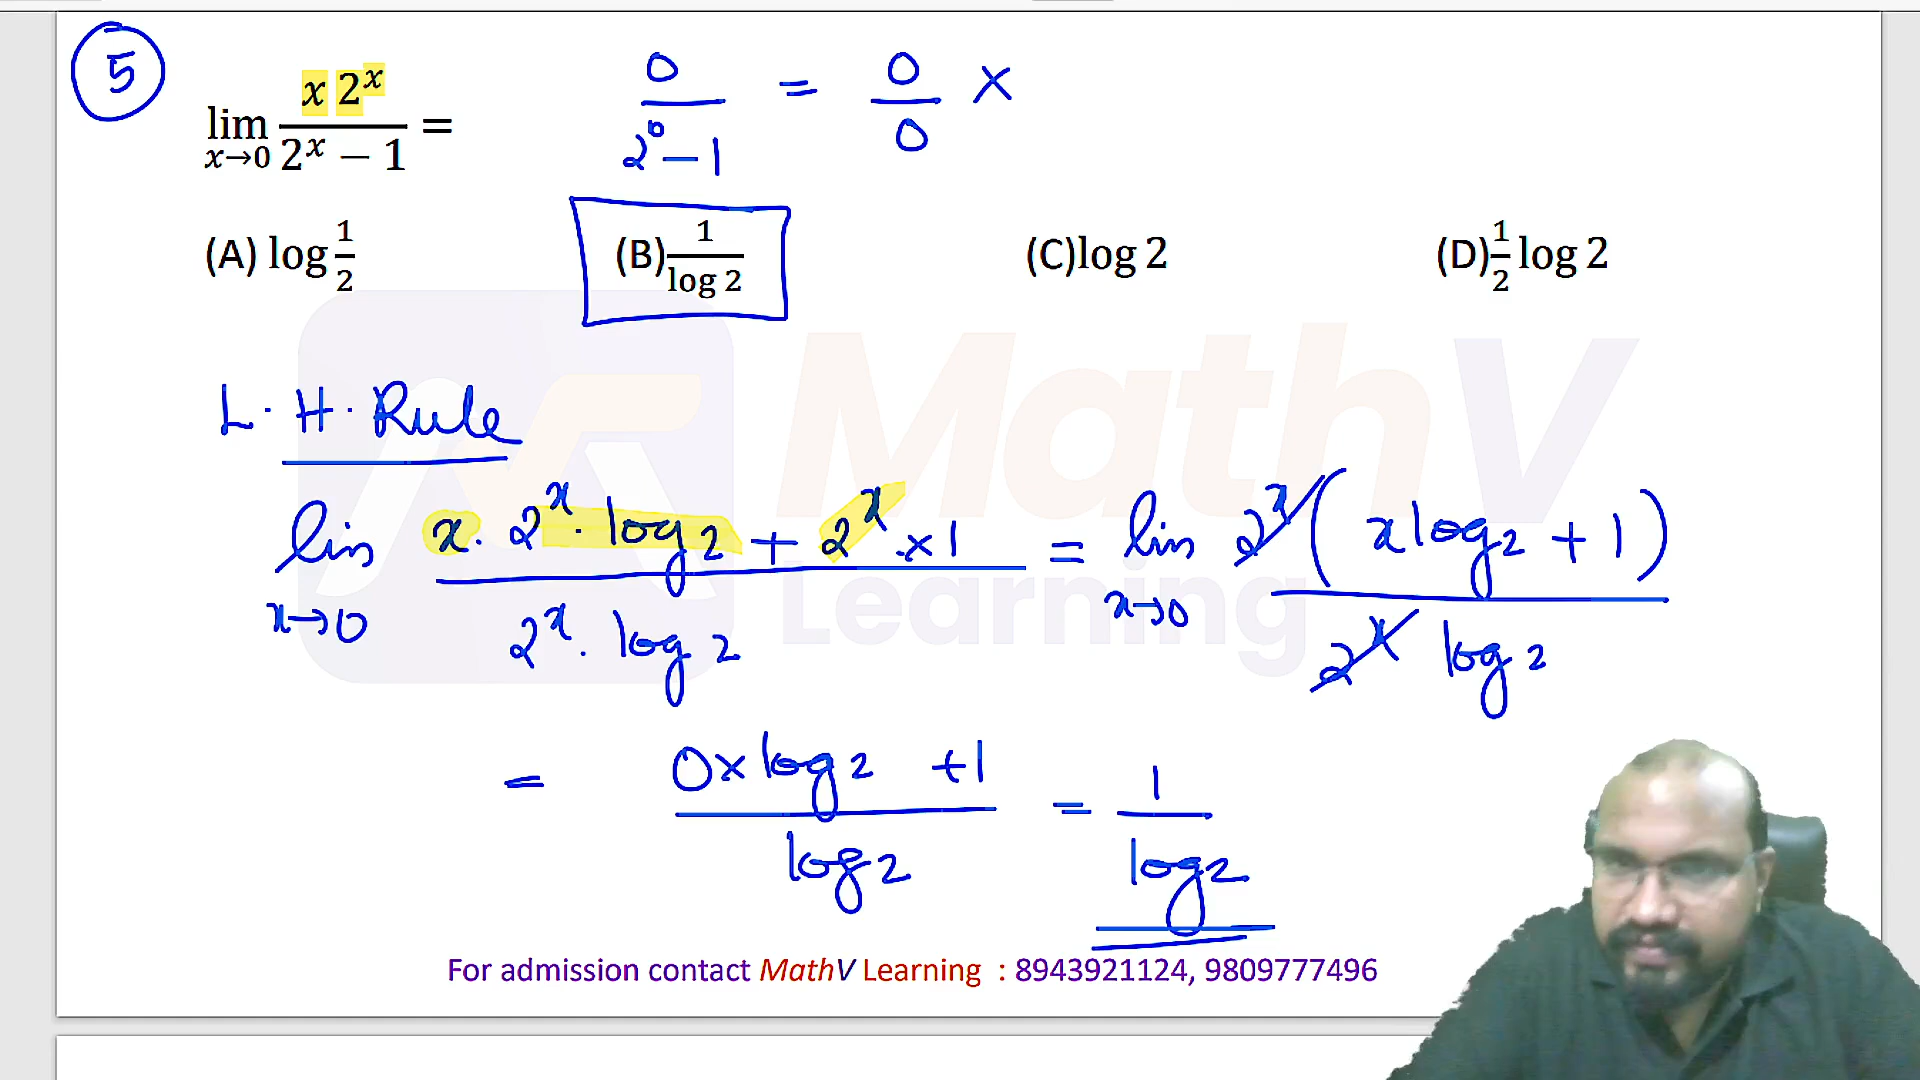 5
lim x→0 x 2^x / (2^x − 1) =
0 / (2^0 − 1) = 0/0 ×
(A) log 1/2 (B) 1/log 2 (C)log 2 (D) 1/2 log 2
MathV
Learning
L.H.Rule
lim x→0 (x . 2^x . log 2 + 2^x . × 1) / (2^x . log 2) = lim x→0 2^x (x log 2 + 1) / (2^x log 2)
= (0 × log 2 + 1) / log 2 = 1 / log 2
For admission contact MathV Learning : 8943921124, 9809777496